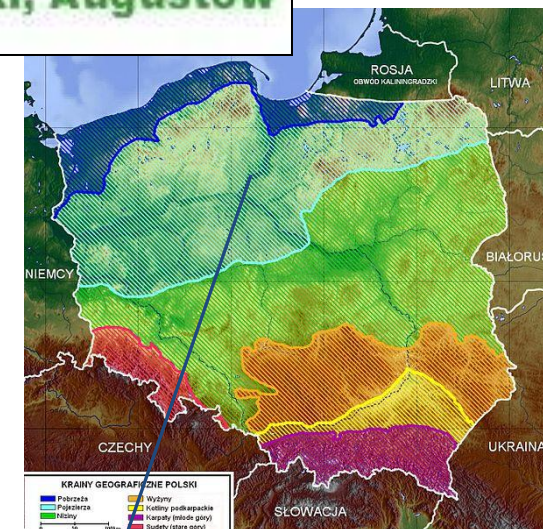 Augustów
ROSJA
OBWÓD KALININGRADZKI
LITWA
NIEMCY
BIAŁORUŚ
CZECHY
UKRAINA
SŁOWACJA
KRAINY GEOGRAFICZNE POLSKI
Pobrzeża
Pojezierza
Niziny
Wyżyny
Kotliny podkarpackie
Karpaty (młode góry)
Sudety (stare góry)